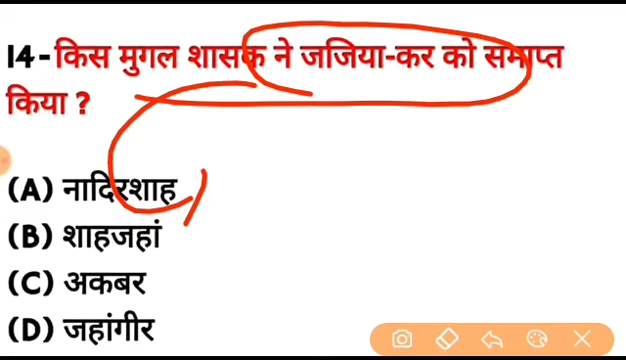 14-किस मुगल शासक ने जजिया-कर को समाप्त
किया ?
(A) नादिरशाह
(B) शाहजहां
(C) अकबर
(D) जहांगीर